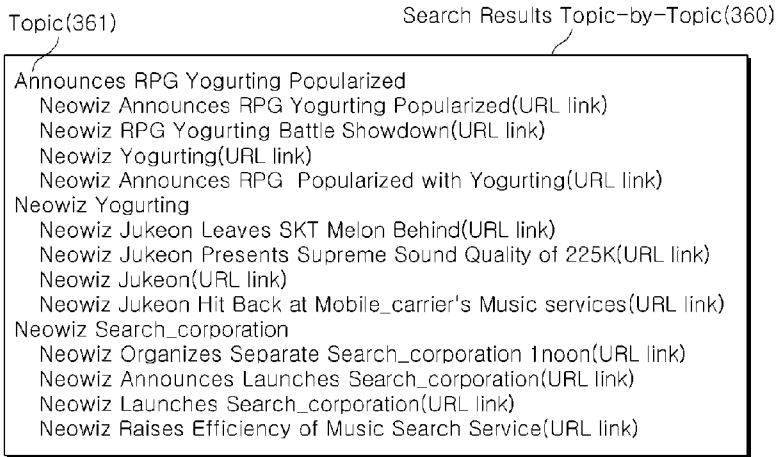 Topic(361)
Search Results Topic-by-Topic(360)
Announces RPG Yogurting Popularized
Neowiz Announces RPG Yogurting Popularized(URL link)
Neowiz RPG Yogurting Battle Showdown(URL link)
Neowiz Yogurting(URL link)
Neowiz Announces RPG Popularized with Yogurting(URL link)
Neowiz Yogurting
Neowiz Jukeon Leaves SKT Melon Behind(URL link)
Neowiz Jukeon Presents Supreme Sound Quality of 225K(URL link)
Neowiz Jukeon(URL link)
Neowiz Jukeon Hit Back at Mobile_carrier's Music services(URL link)
Neowiz Search_corporation
Neowiz Organizes Separate Search_corporation 1noon(URL link)
Neowiz Announces Launches Search_corporation(URL link)
Neowiz Launches Search_corporation(URL link)
Neowiz Raises Efficiency of Music Search Service(URL link)